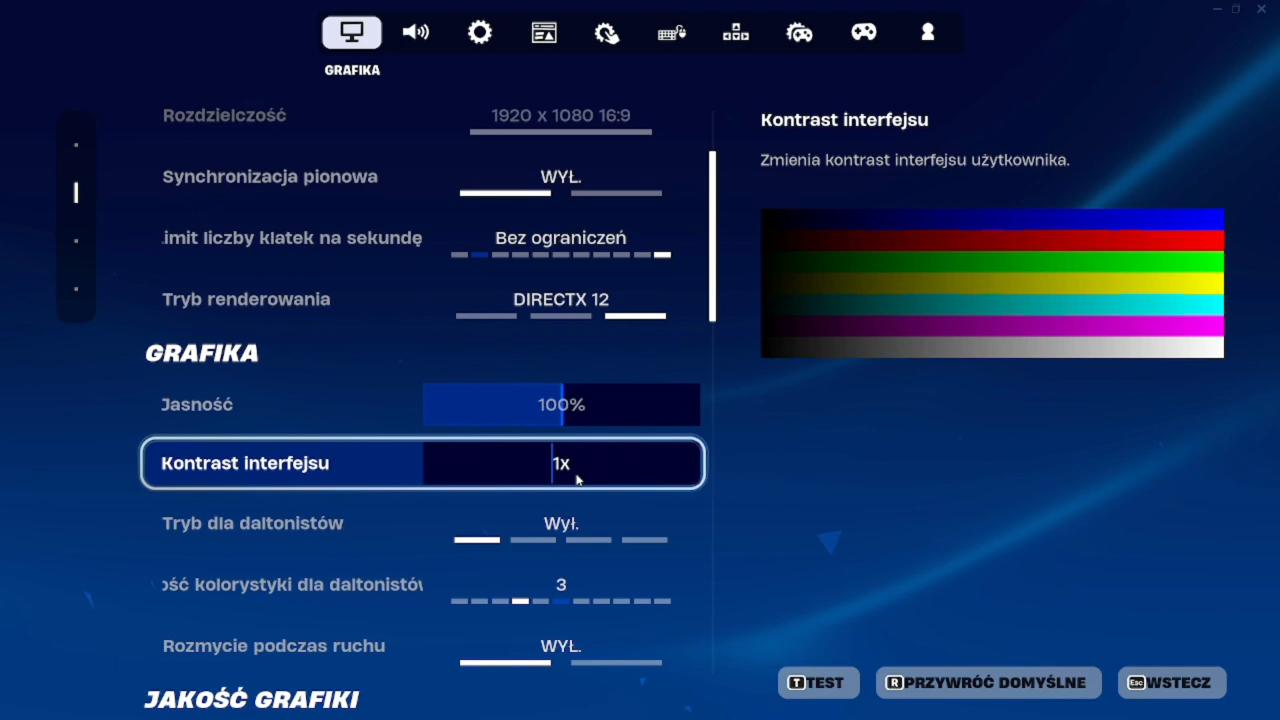 GRAFIKA
Rozdzielczość 1920 x 1080 16:9
Synchronizacja pionowa WYŁ.
imit liczby klatek na sekundę Bez ograniczeń
Tryb renderowania DIRECTX 12
GRAFIKA
Jasność 100%
Kontrast interfejsu 1x
Tryb dla daltonistów Wył.
ość kolorystyki dla daltonistów 3
Rozmycie podczas ruchu WYŁ.
JAKOŚĆ GRAFIKI
Kontrast interfejsu
Zmienia kontrast interfejsu użytkownika.
T TEST R PRZYWRÓĆ DOMYŚLNE Esc WSTECZ